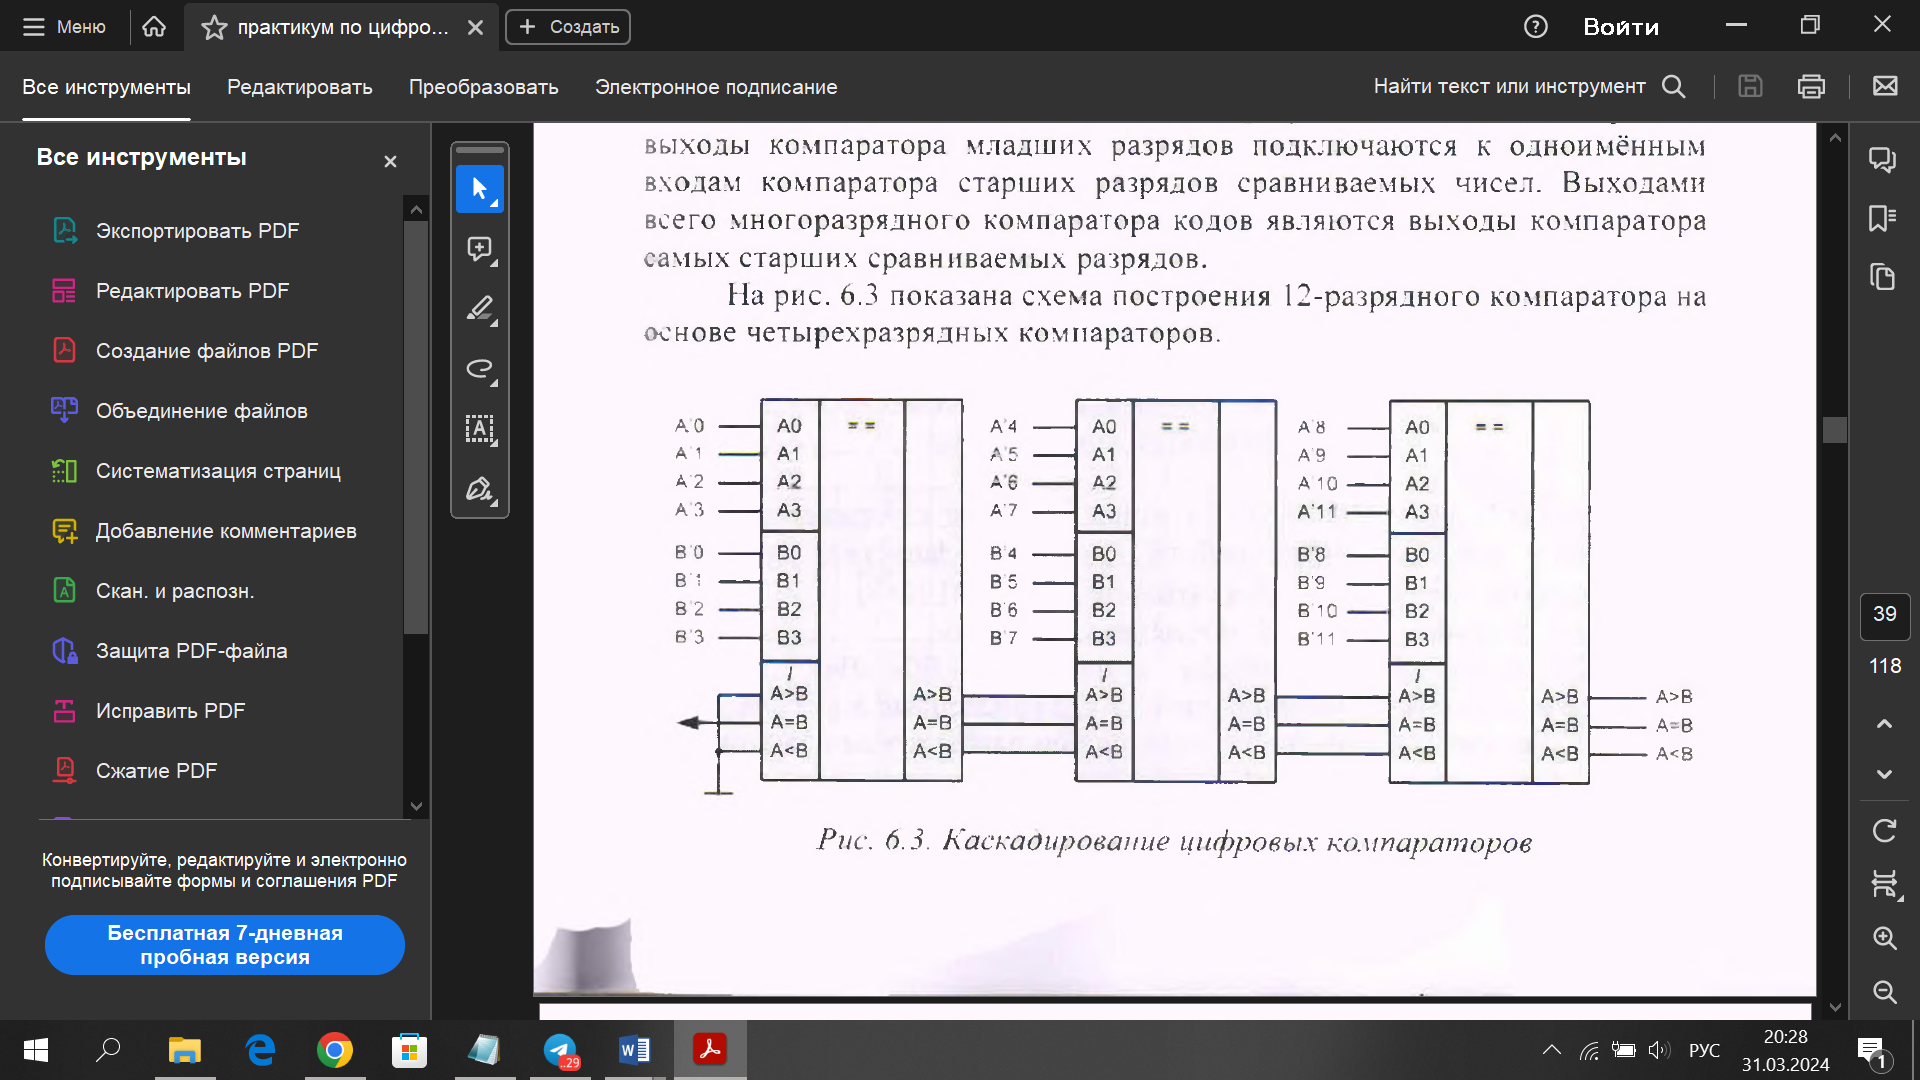 Меню
практикум по цифро...
Создать
Войти
Все инструменты
Редактировать
Преобразовать
Электронное подписание
Найти текст или инструмент
Все инструменты
Экспортировать PDF
Редактировать PDF
Создание файлов PDF
Объединение файлов
Систематизация страниц
Добавление комментариев
Скан. и распозн.
Защита PDF-файла
Исправить PDF
Сжатие PDF
Конвертируйте, редактируйте и электронно
подписывайте формы и соглашения PDF
Бесплатная 7-дневная
пробная версия
выходы компаратора младших разрядов подключаются к одноимённым
входам компаратора старших разрядов сравниваемых чисел. Выходами
всего многоразрядного компаратора кодов являются выходы компаратора
самых старших сравниваемых разрядов.
На рис. 6.3 показана схема построения 12-разрядного компаратора на
основе четырехразрядных компараторов.
A'0 A0 == A'4 A0 == A'8 A0 ==
A'1 A1 A'5 A1 A'9 A1
A'2 A2 A'6 A2 A'10 A2
A'3 A3 A'7 A3 A'11 A3
B'0 B0 B'4 B0 B'8 B0
B'1 B1 B'5 B1 B'9 B1
B'2 B2 B'6 B2 B'10 B2
B'3 B3 B'7 B3 B'11 B3
I I I
A>B A>B A>B A>B A>B A>B A>B
A=B A=B A=B A=B A=B A=B A=B
A<B A<B A<B A<B A<B A<B A<B
Рис. 6.3. Каскадирование цифровых компараторов
39
118
..29
РУС
20:28
31.03.2024
1